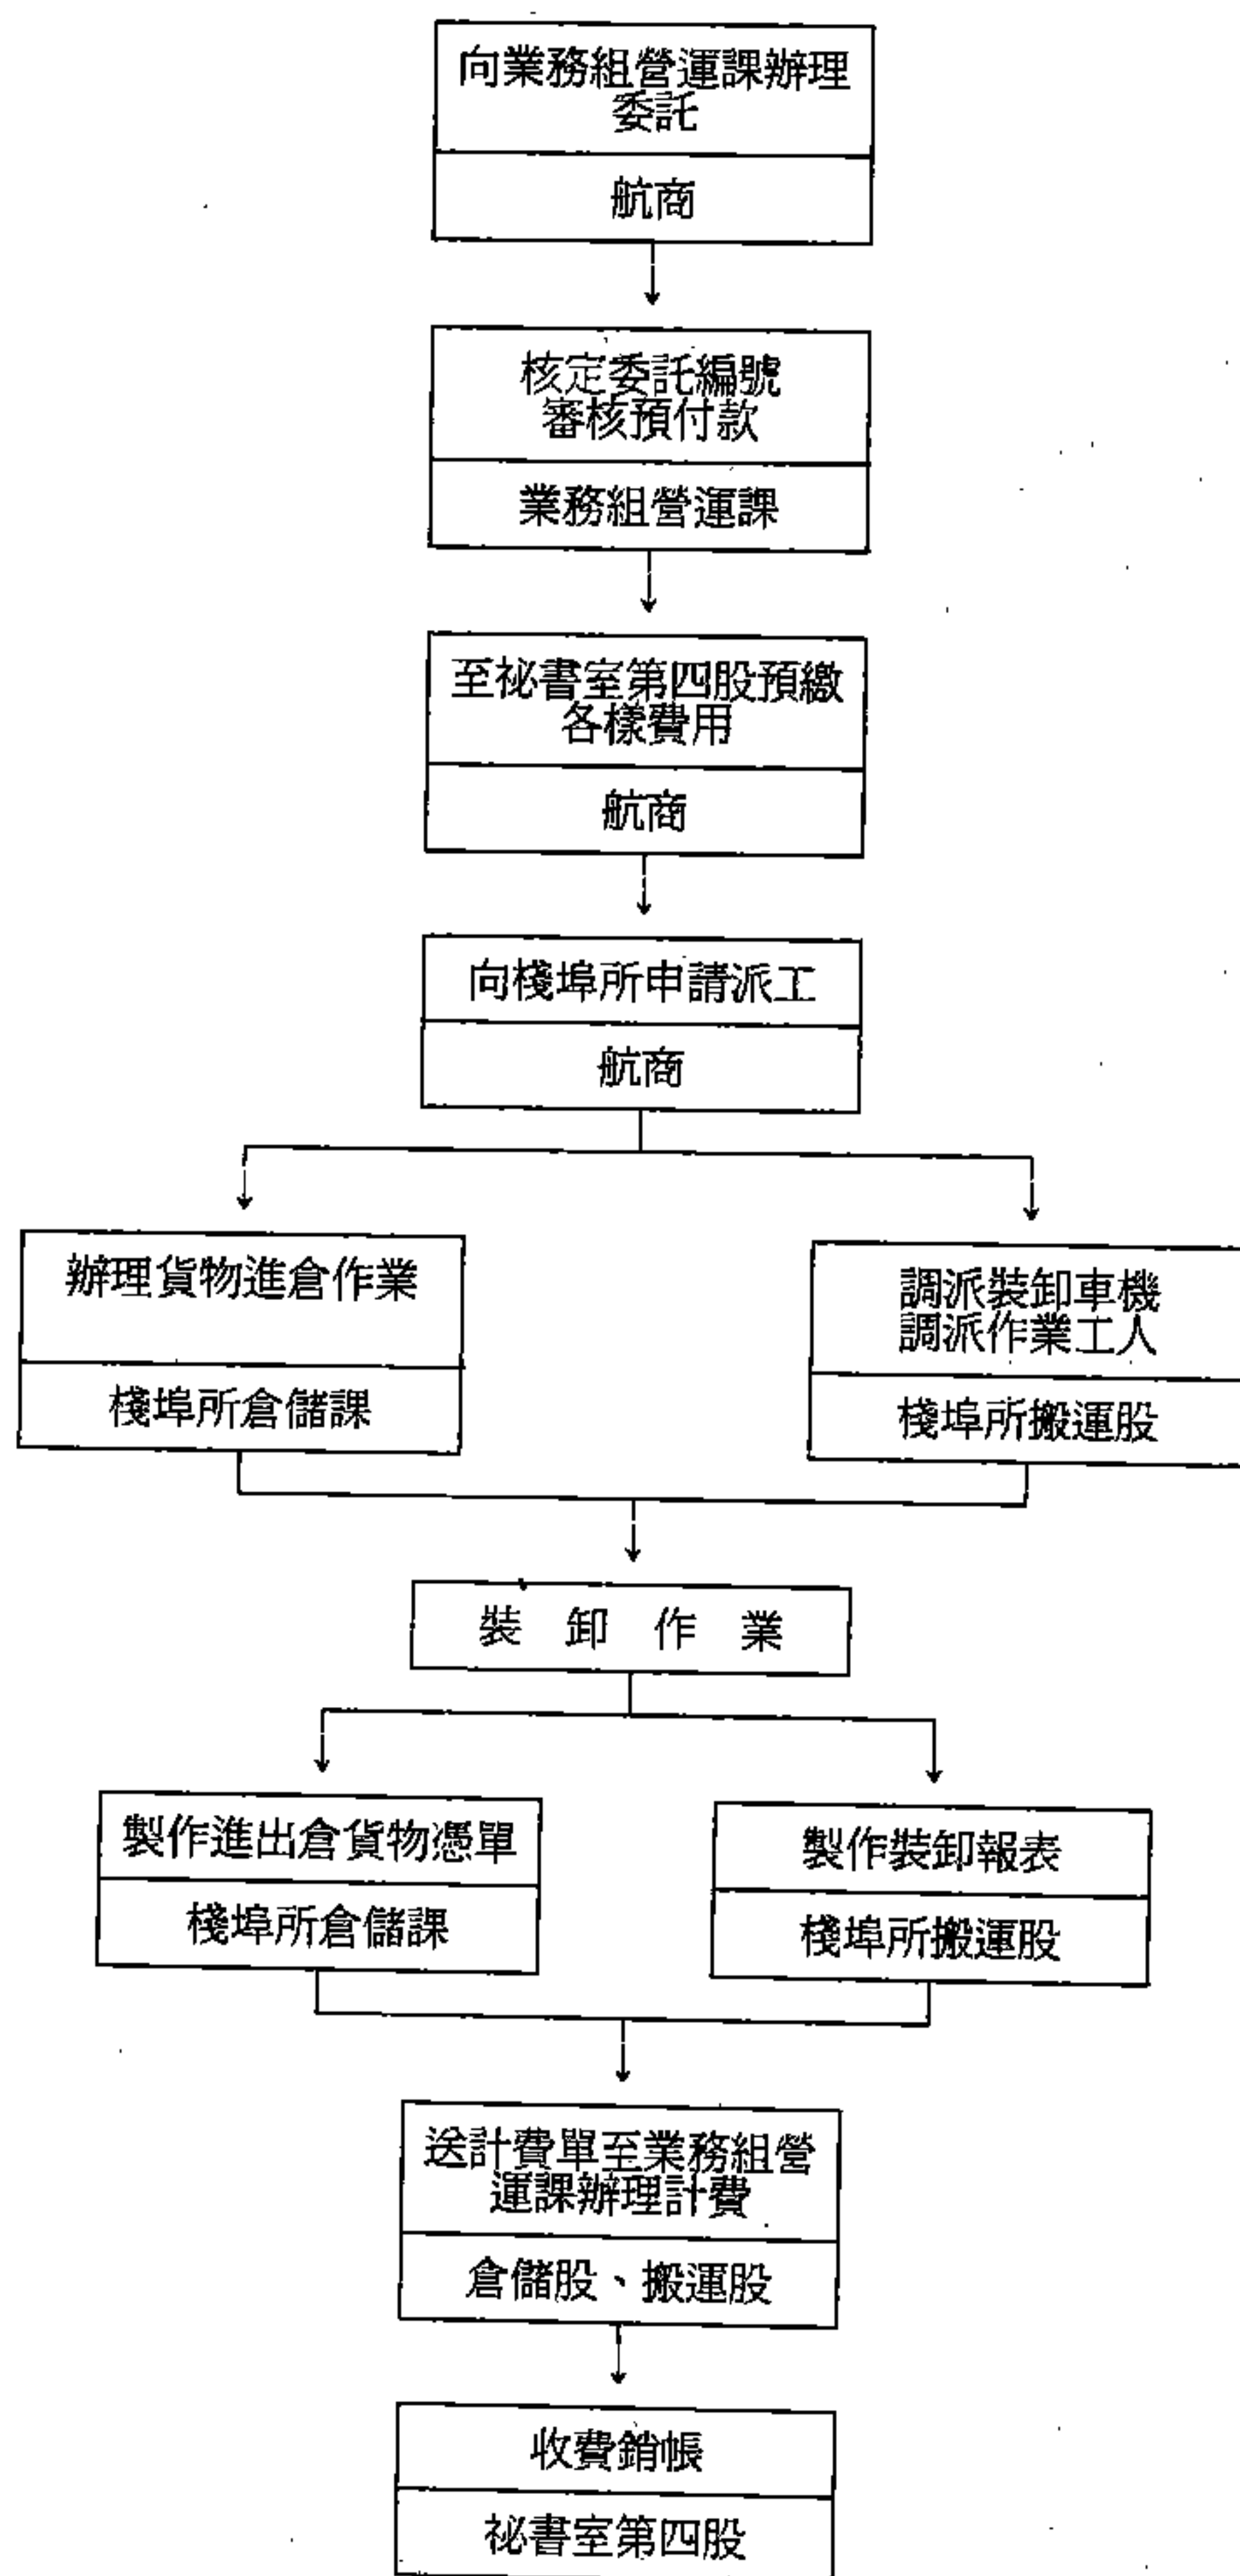 向業務組營運課辦理
委託
航商
核定委託編號
審核預付款
業務組營運課
至祕書室第四股預繳
各樣費用
航商
向棧埠所申請派工
航商
辦理貨物進倉作業
棧埠所倉儲課
調派裝卸車機
調派作業工人
棧埠所搬運股
裝卸作業
製作進出倉貨物憑單
棧埠所倉儲課
製作裝卸報表
棧埠所搬運股
送計費單至業務組營
運課辦理計費
倉儲股、搬運股
收費銷帳
祕書室第四股